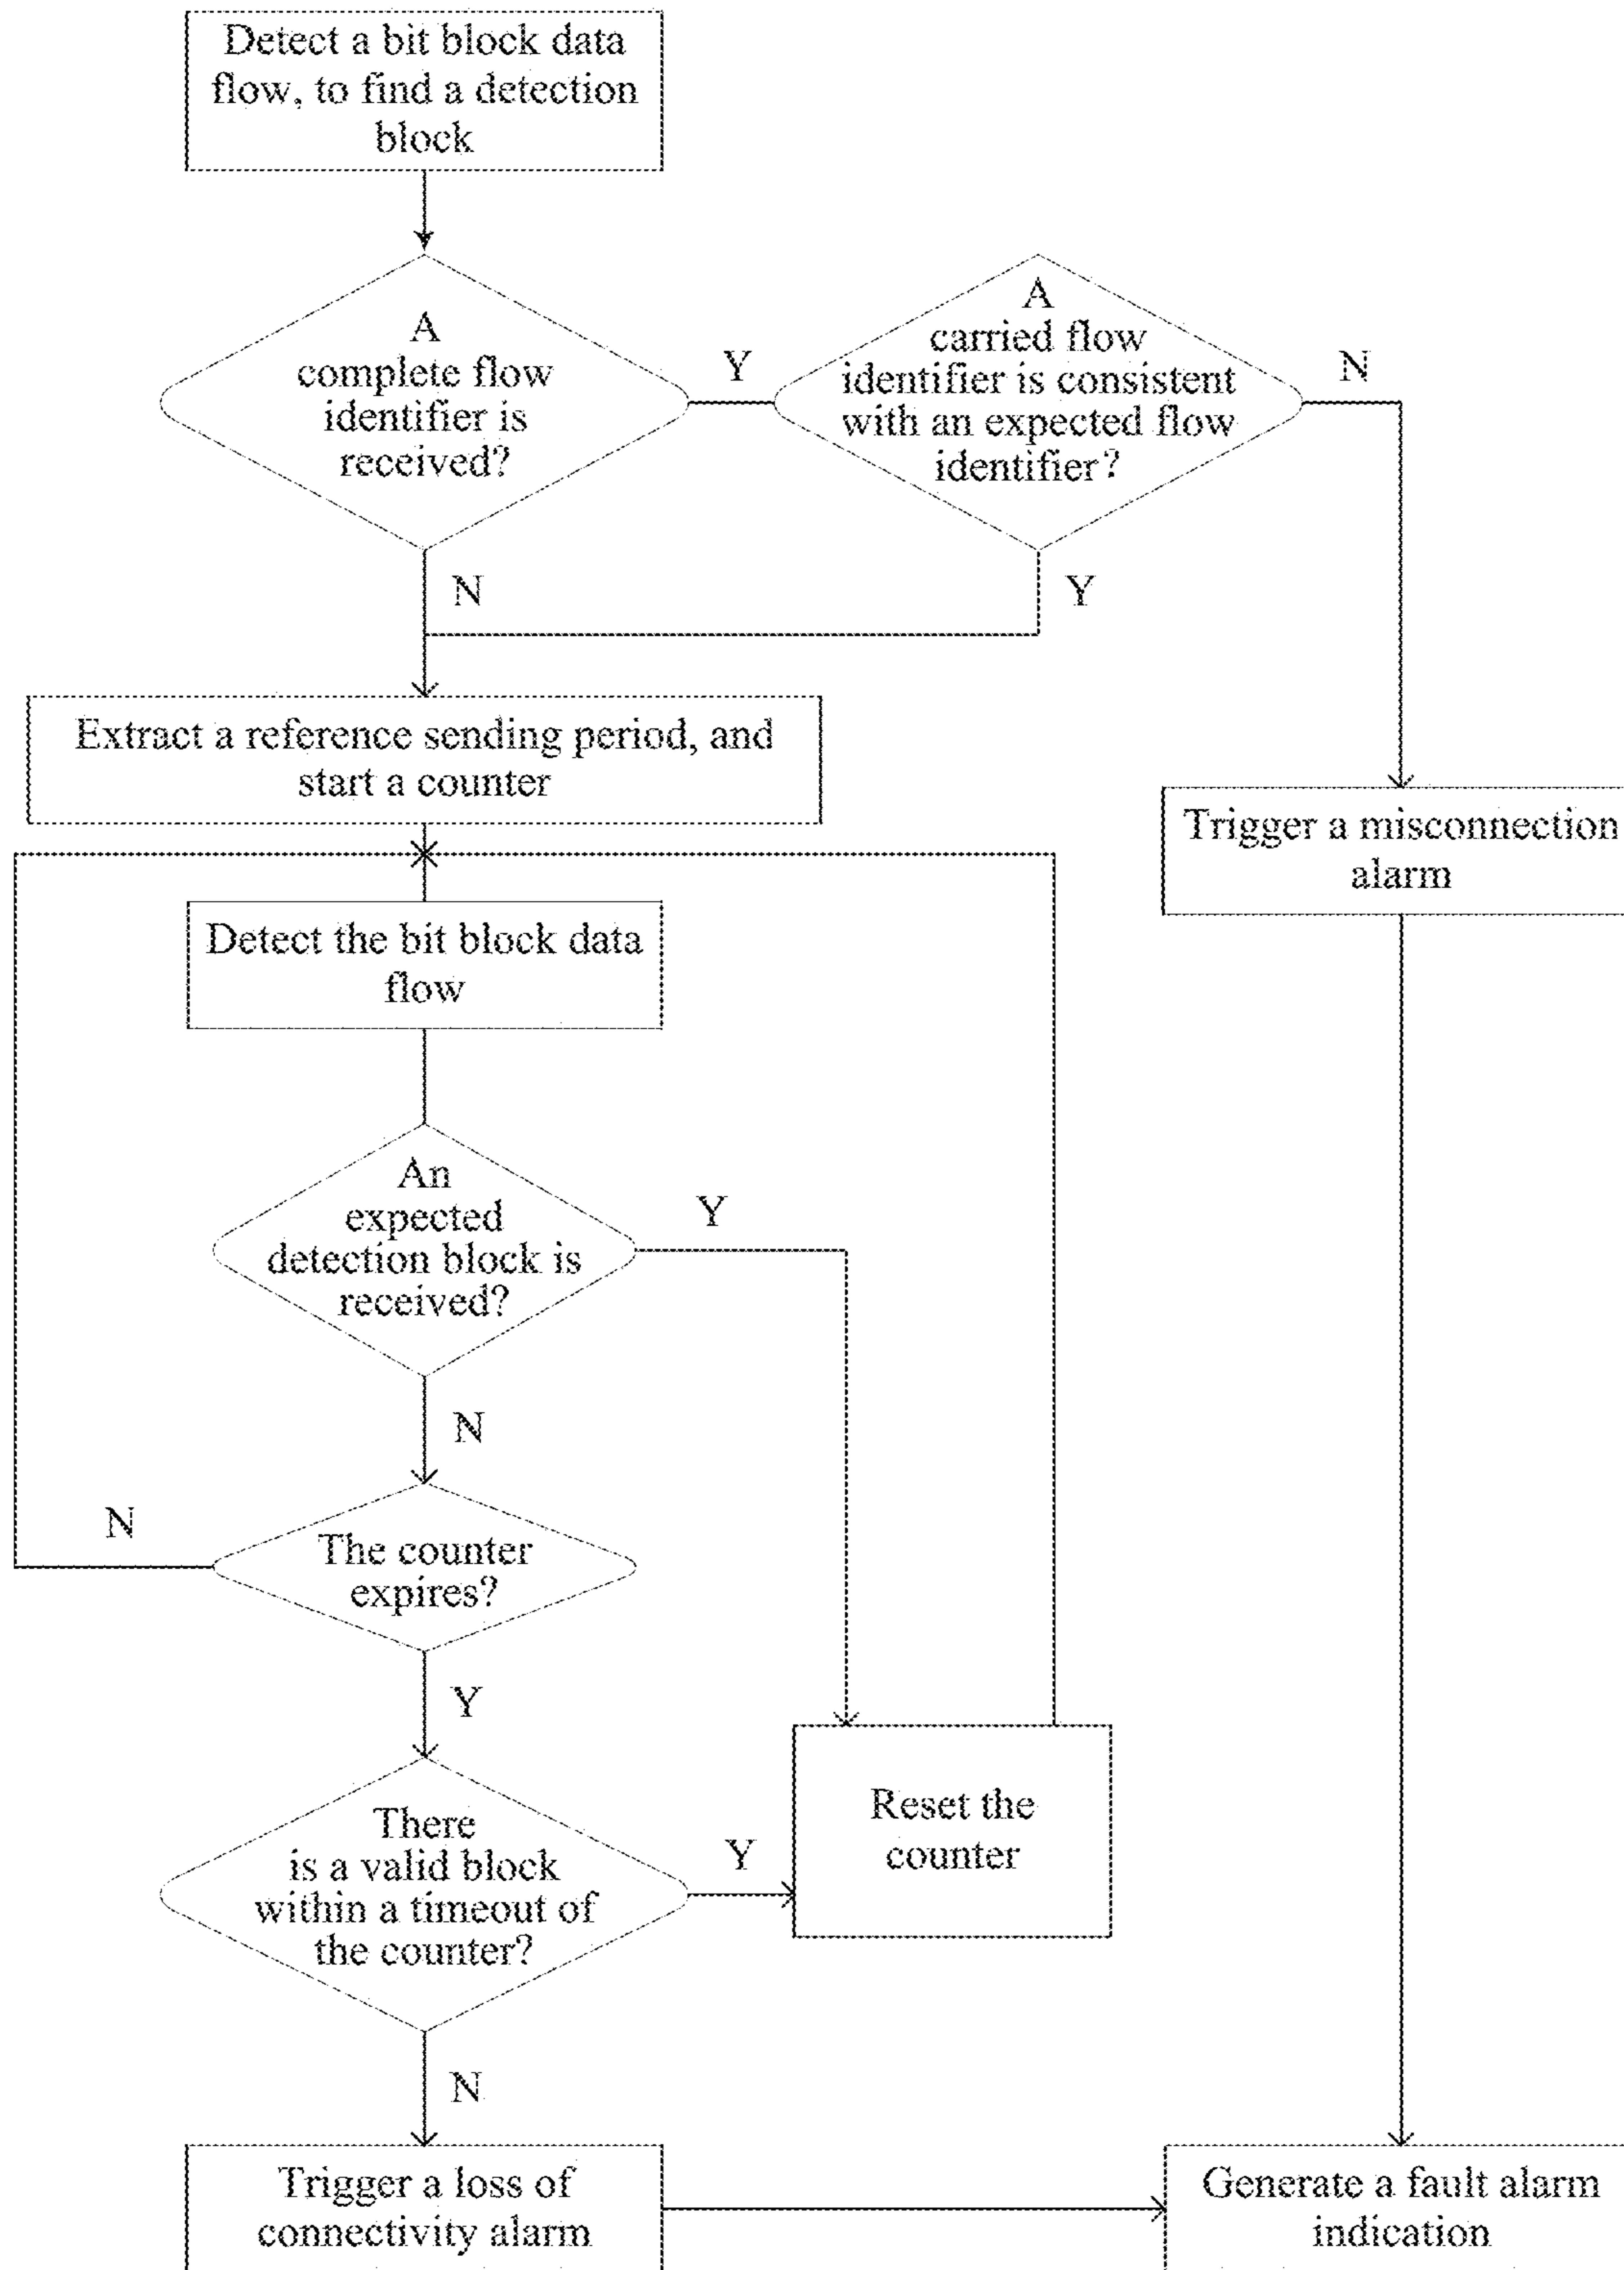 Detect a bit block data
flow, to find a detection
block
A
complete flow
identifier is
received?
Y
A
carried flow
identifier is consistent
with an expected flow
identifier?
N
N
Y
Extract a reference sending period, and
start a counter
Trigger a misconnection
alarm
Detect the bit block data
flow
An
expected
detection block is
received?
Y
N
N
The counter
expires?
Y
There
is a valid block
within a timeout of
the counter?
Y
Reset the
counter
N
Trigger a loss of
connectivity alarm
Generate a fault alarm
indication